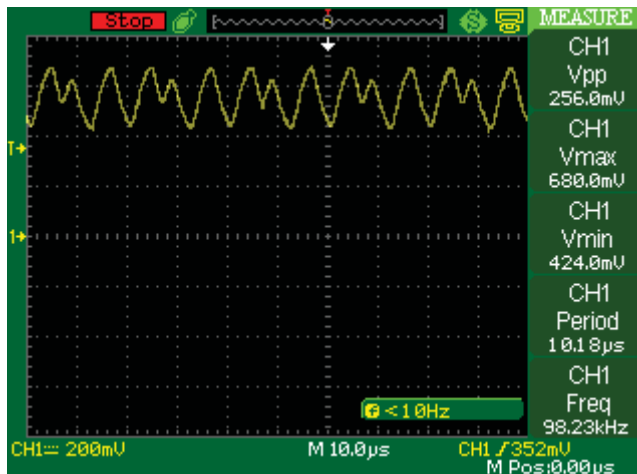 Stop
MEASURE
CH1
Vpp
256.0mV
CH1
Vmax
680.0mV
CH1
Vmin
424.0mV
CH1
Period
10.18µs
CH1
Freq
98.23kHz
T
1
<10Hz
CH1 200mV
M 10.0µs
CH1 /352mV
M Pos:0.00µs